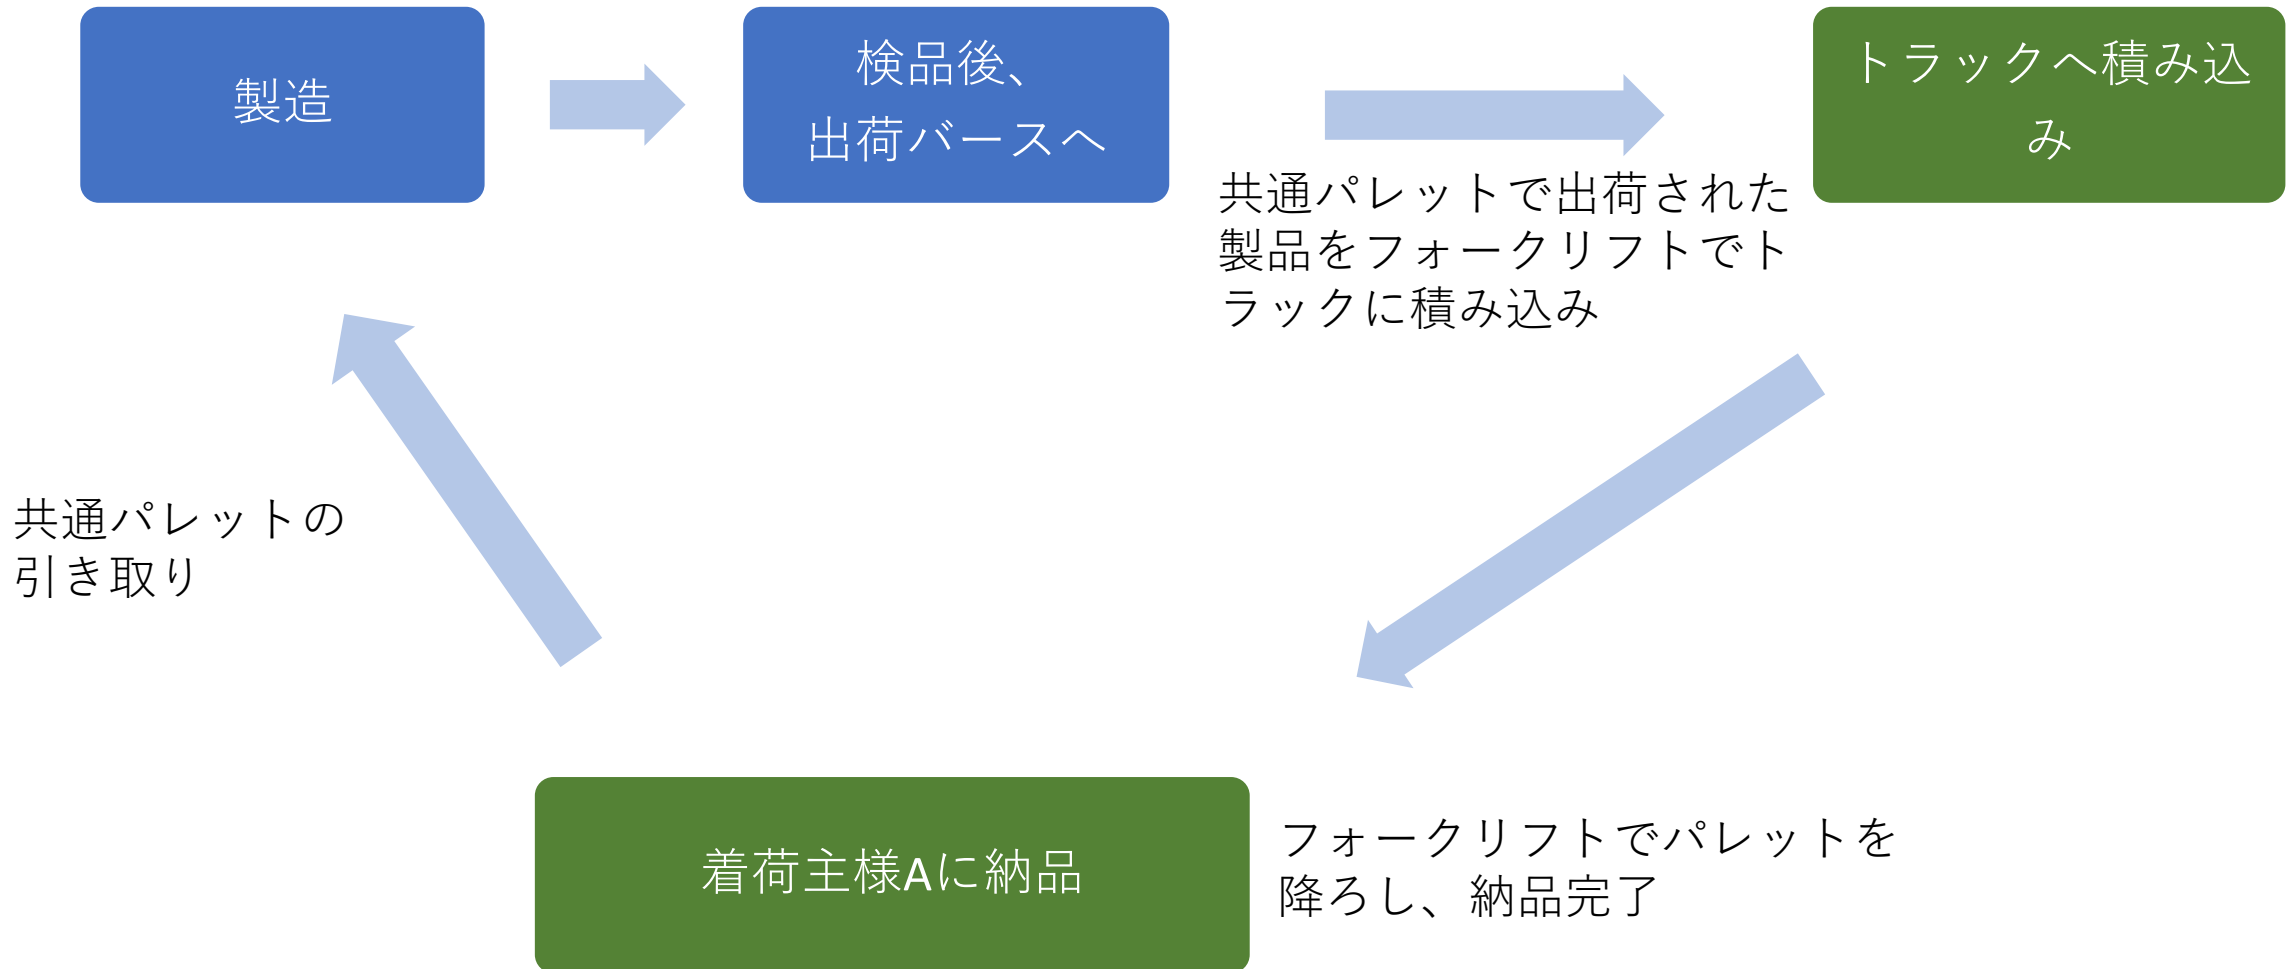 製造
検品後、
出荷バースへ
トラックへ積み込
み
共通パレットで出荷された
製品をフォークリフトでト
ラックに積み込み
共通パレットの
引き取り
着荷主様Aに納品
フォークリフトでパレットを
降ろし、納品完了